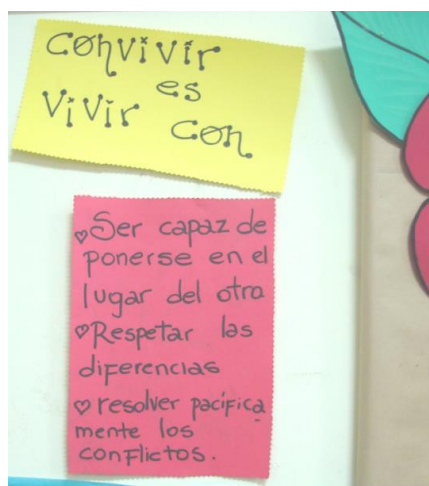 convivir
es
vivir con
Ser capaz de
ponerse en el
lugar del otro
Respetar las
diferencias
resolver pacifica
mente los
conflictos.